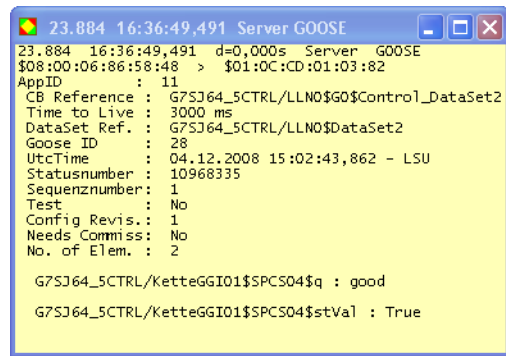 23.884 16:36:49,491 Server GOOSE
23.884 16:36:49,491 d=0,000s Server GOOSE
$08:00:06:86:58:48 > $01:0C:CD:01:03:82
AppID : 11
CB Reference : G7SJ64_5CTRL/LLN0$GO$Control_DataSet2
Time to Live : 3000 ms
DataSet Ref. : G7SJ64_5CTRL/LLN0$DataSet2
Goose ID : 28
UtcTime : 04.12.2008 15:02:43,862 - LSU
Statusnumber : 10968335
Sequenznumber: 1
Test : No
Config Revis.: 1
Needs Commiss: No
No. of Elem. : 2
G7SJ64_5CTRL/KetteGGIO1$SPCSO4$q : good
G7SJ64_5CTRL/KetteGGIO1$SPCSO4$stVal : True